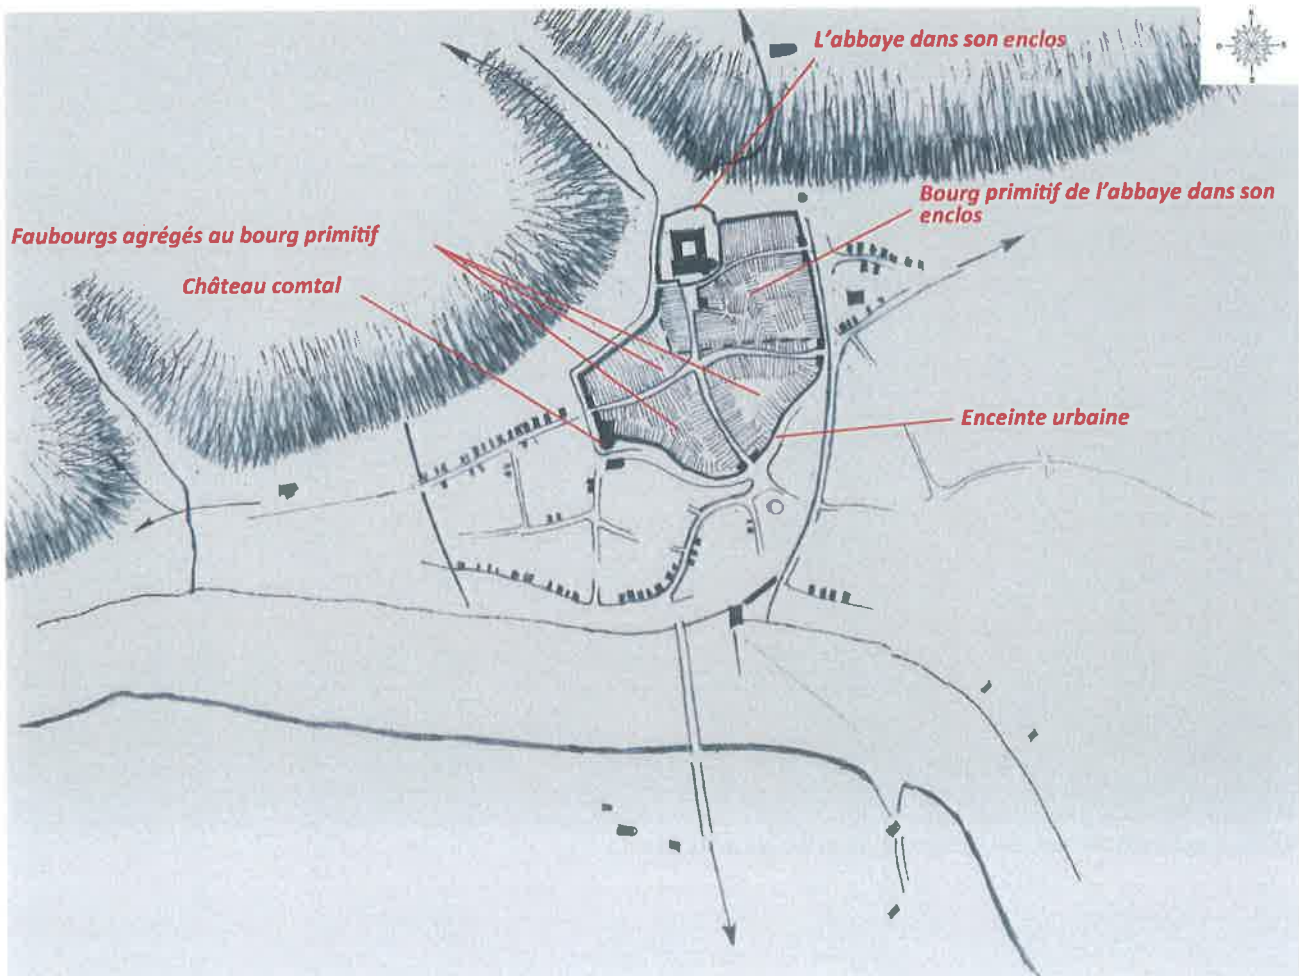 L'abbaye dans son enclos
Bourg primitif de l'abbaye dans son
enclos
Faubourgs agrégés au bourg primitif
Château comtal
Enceinte urbaine
N